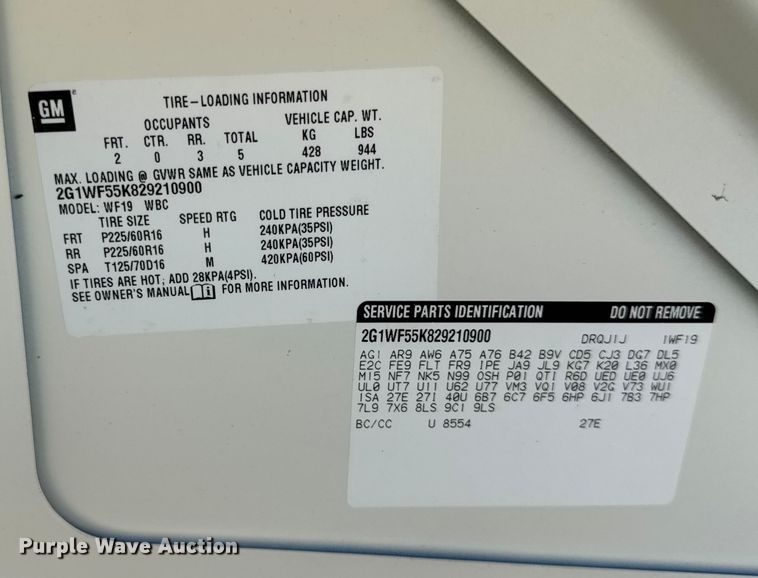 GM
TIRE-LOADING INFORMATION
OCCUPANTS VEHICLE CAP. WT.
FRT. CTR. RR. TOTAL KG LBS
2 0 3 5 428 944
MAX. LOADING @ GVWR SAME AS VEHICLE CAPACITY WEIGHT.
2G1WF55K829210900
MODEL: WF19 WBC
TIRE SIZE SPEED RTG COLD TIRE PRESSURE
FRT P225/60R16 H 240KPA(35PSI)
RR P225/60R16 H 240KPA(35PSI)
SPA T125/70D16 M 420KPA(60PSI)
IF TIRES ARE HOT, ADD 28KPA(4PSI).
SEE OWNER'S MANUAL FOR MORE INFORMATION.
SERVICE PARTS IDENTIFICATION DO NOT REMOVE
2G1WF55K829210900 DRQJ1J 1WF19
AG1 AR9 AW6 A75 A76 B42 B9V CD5 CJ3 DG7 DL5
E2C FE9 FLT FR9 IPE JA9 JL9 KG7 K20 L36 MX0
M15 NF7 NK5 N99 OSH P01 QTI R6D UED UE0 UJ6
UL0 UT7 U11 U62 U77 VM3 VQ1 V08 V2G V73 WU1
1SA 27E 27I 40U 6B7 6C7 6F5 6HP 6J1 7B3 7HP
7L9 7X6 8LS 9C1 9LS
BC/CC U 8554 27E
Purple Wave Auction